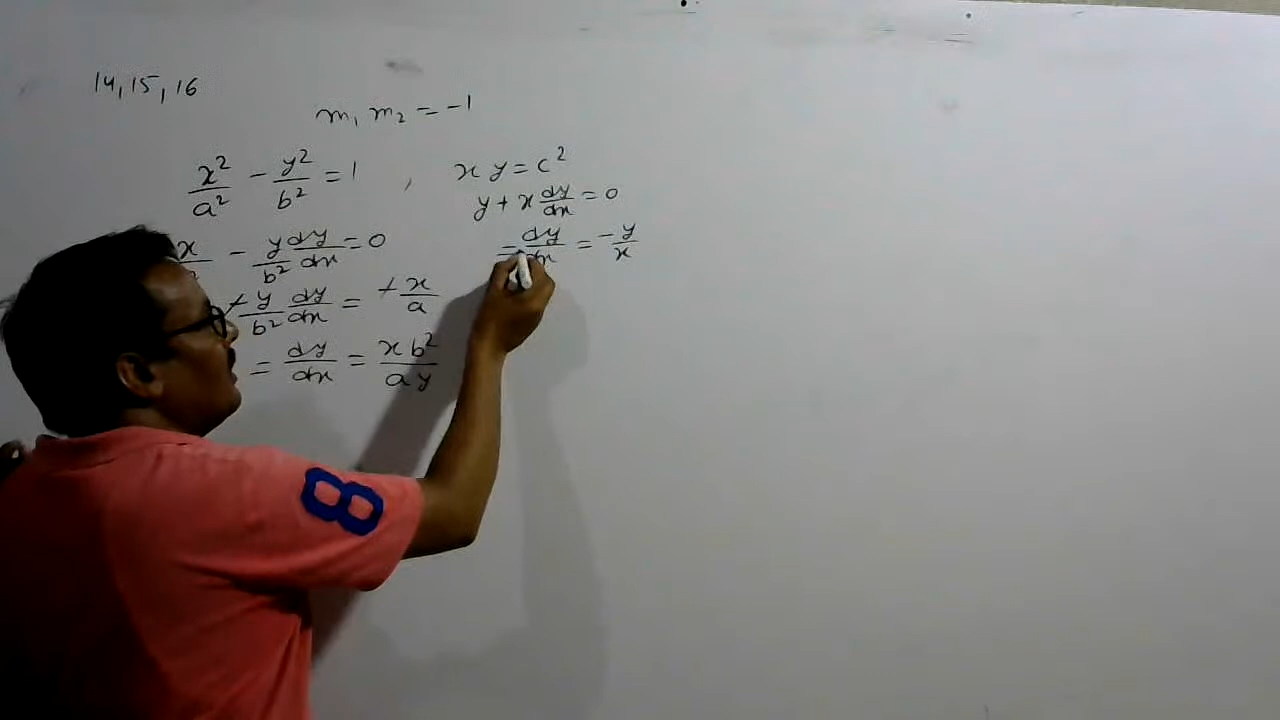 14, 15, 16
m₁ m₂ = -1
x²/a² - y²/b² = 1 , xy = c²
y + x dy/dx = 0
x/ - y/b² dy/dx = 0
= dy/dx = -y/x
+ y/b² dy/dx = + x/a
= dy/dx = xb²/ay
8